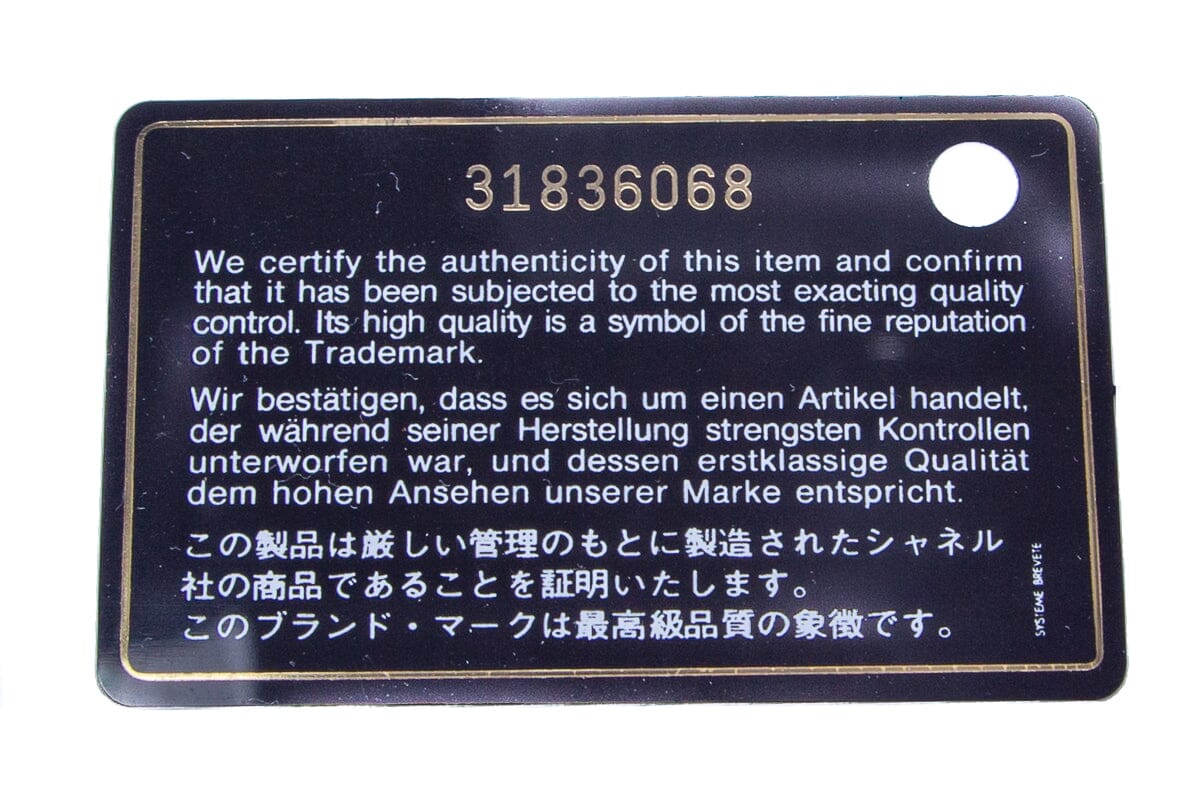 31836068
We certify the authenticity of this item and confirm
that it has been subjected to the most exacting quality
control. Its high quality is a symbol of the fine reputation
of the Trademark.
Wir bestätigen, dass es sich um einen Artikel handelt,
der während seiner Herstellung strengsten Kontrollen
unterworfen war, und dessen erstklassige Qualität
dem hohen Ansehen unserer Marke entspricht.
この製品は厳しい管理のもとに製造されたシャネル
社の商品であることを証明いたします。
このブランド・マークは最高級品質の象徴です。
SYSTEME BREVETE